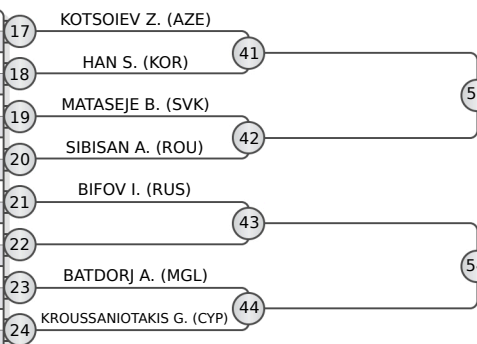 17 KOTSOIEV Z. (AZE)
41
18 HAN S. (KOR)
19 MATASEJE B. (SVK)
42
20 SIBISAN A. (ROU)
21 BIFOV I. (RUS)
43
22
23 BATDORJ A. (MGL)
44
24 KROUSSANIOTAKIS G. (CYP)